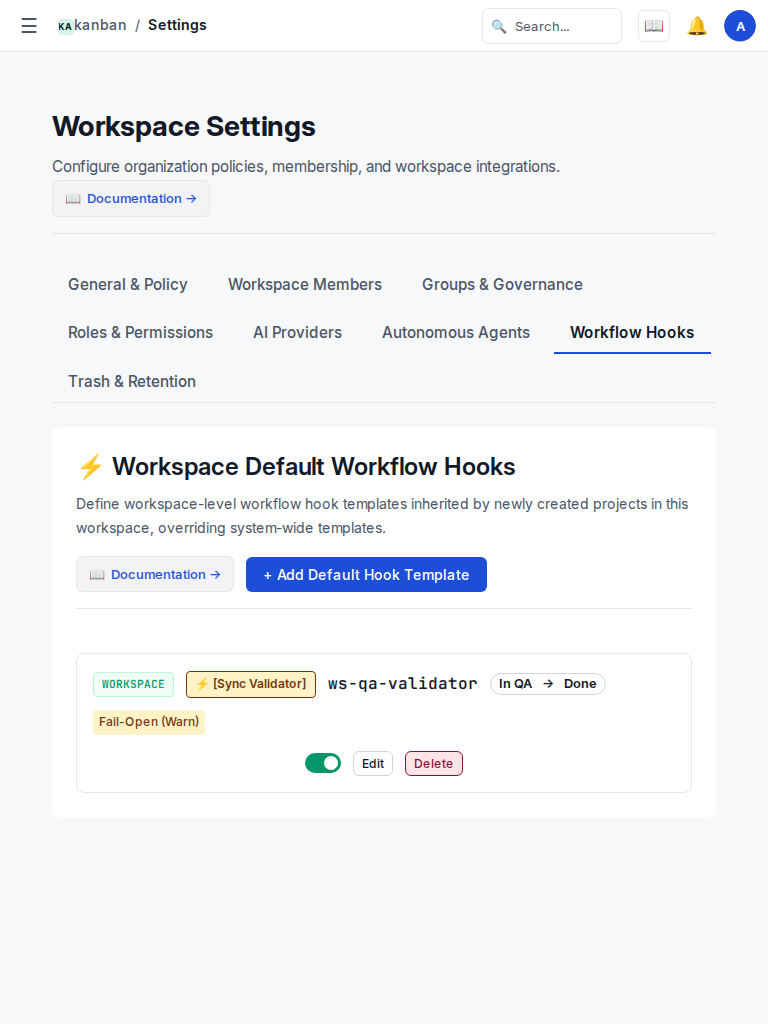 ☰ KA kanban / Settings 🔍 Search... 📖 🔔 A
Workspace Settings
Configure organization policies, membership, and workspace integrations.
📖 Documentation →
General & Policy Workspace Members Groups & Governance
Roles & Permissions AI Providers Autonomous Agents Workflow Hooks
Trash & Retention
⚡ Workspace Default Workflow Hooks
Define workspace-level workflow hook templates inherited by newly created projects in this
workspace, overriding system-wide templates.
📖 Documentation → + Add Default Hook Template
WORKSPACE ⚡ [Sync Validator] ws-qa-validator In QA → Done
Fail-Open (Warn)
Edit Delete